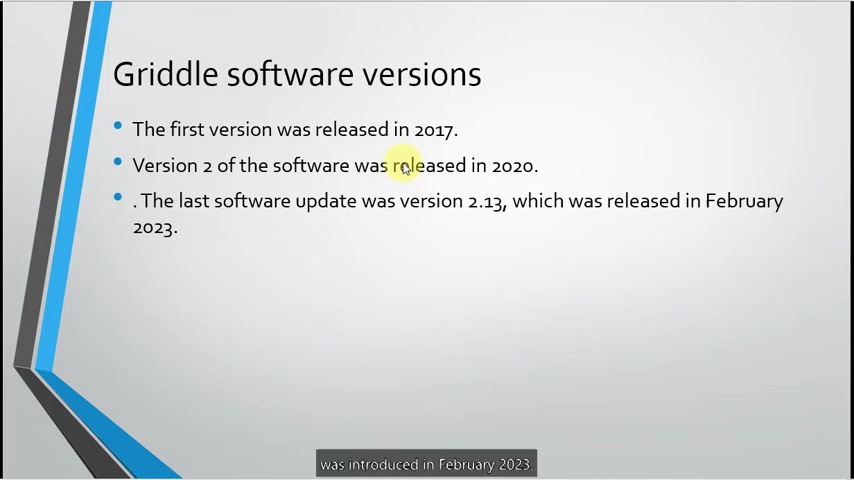 Griddle software versions
The first version was released in 2017.
Version 2 of the software was released in 2020.
. The last software update was version 2.13, which was released in February
2023.
was introduced in February 2023.